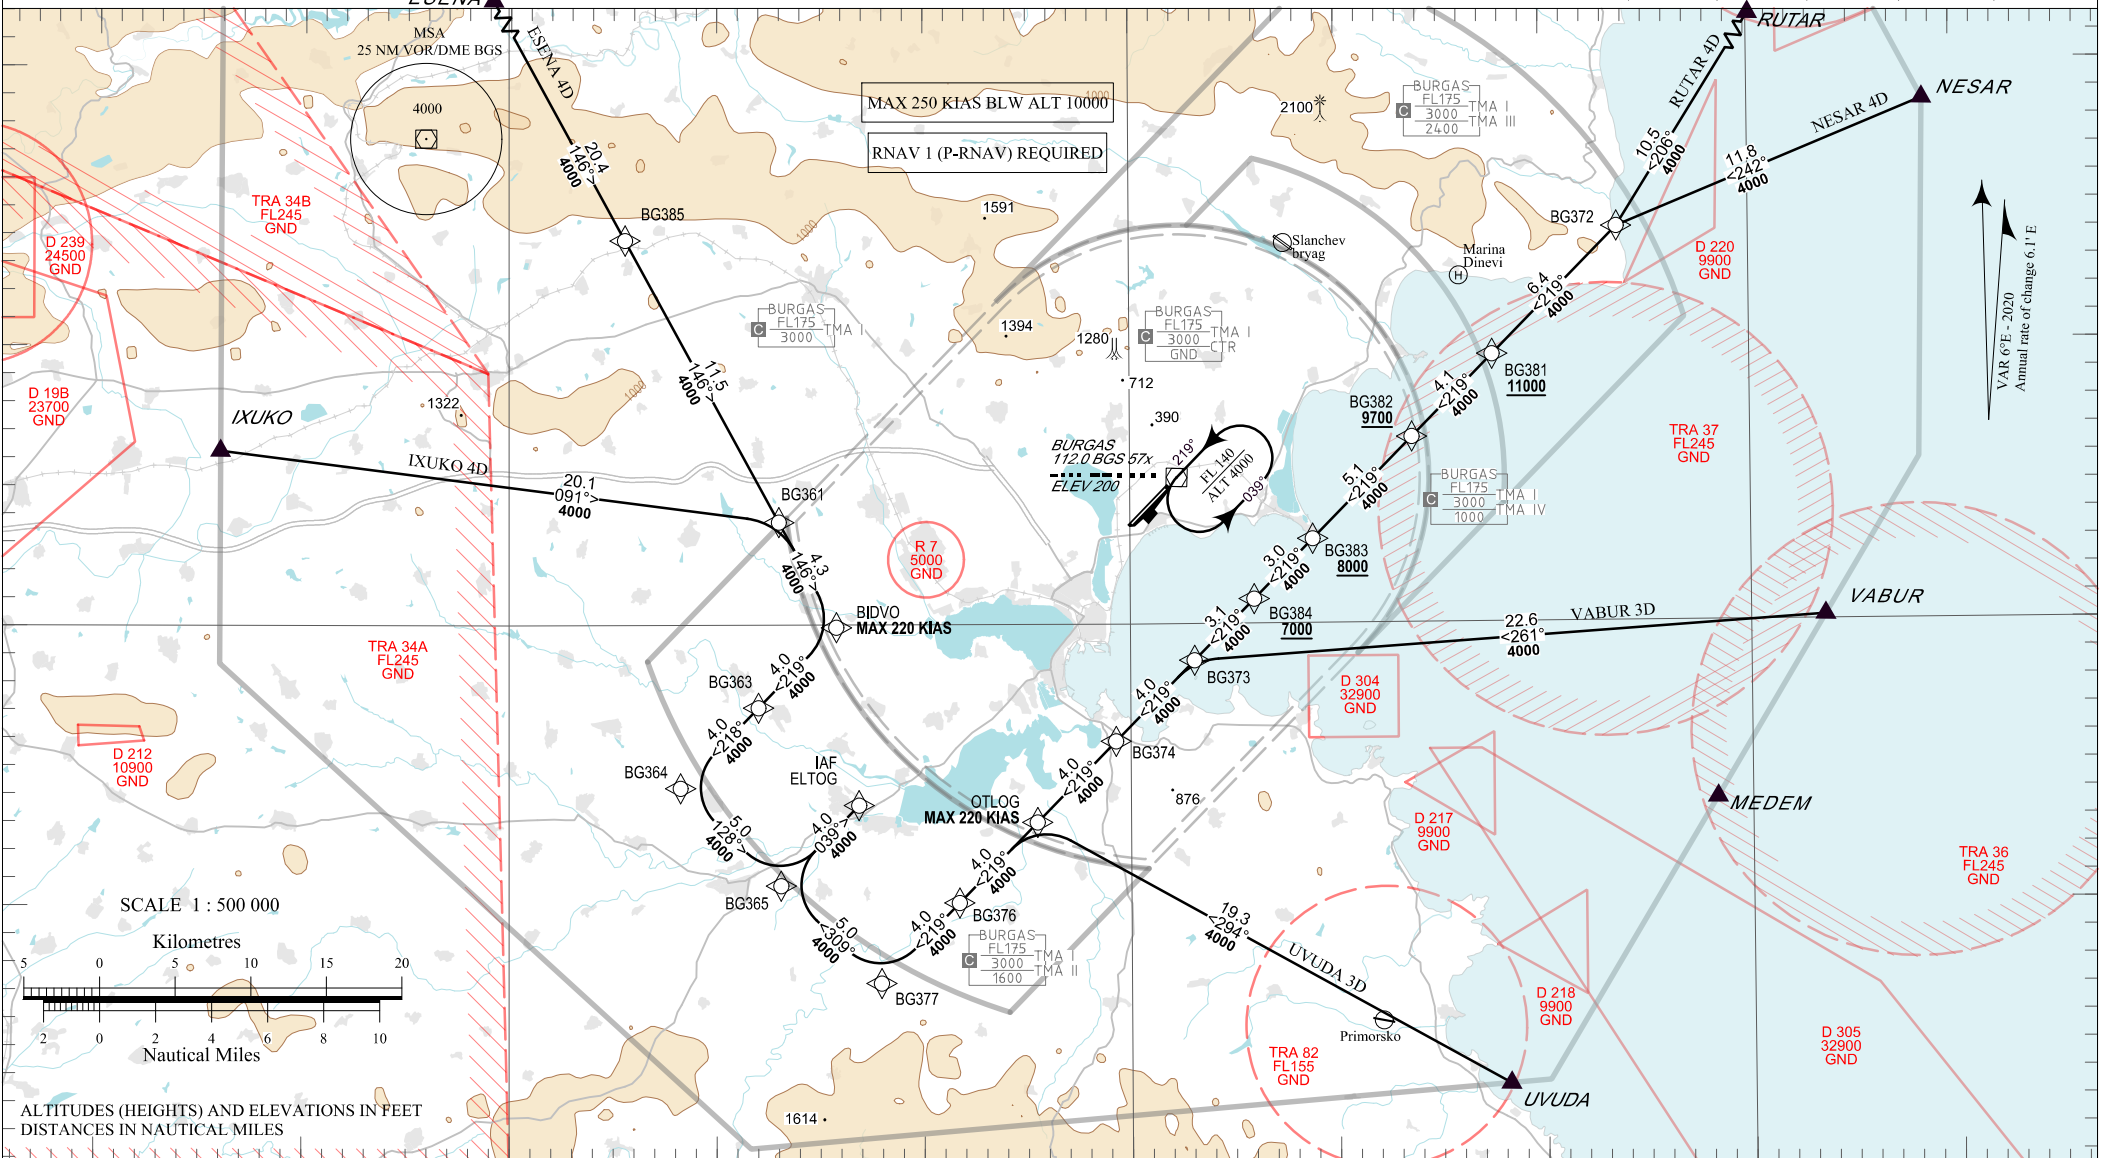 RUTAR
MSA
25 NM VOR/DME BGS
4000
ESENA 4D
20.4
146°>
4000
MAX 250 KIAS BLW ALT 10000
1000
RNAV 1 (P-RNAV) REQUIRED
2100
BURGAS
FL175
C 3000 TMA I
2400 TMA III
RUTAR 4D
10.5
<206°
4000
NESAR
NESAR 4D
11.8
<242°
4000
TRA 34B
FL245
GND
D 239
24500
GND
BG385
1000
1591
Slanchev
bryag
Marina
Dinevi
H
BG372
D 220
9900
GND
VAR 6°E - 2020
Annual rate of change 6.1' E
6.4
<219°
4000
BURGAS
FL175
C 3000 TMA I
1394
1280
BURGAS
FL175 TMA I
C 3000 CTR
GND
11.5
146°>
4000
1000
712
390
BG381
11000
4.1
<219°
4000
BG382
9700
D 19B
23700
GND
IXUKO
1322
IXUKO 4D
20.1
091°>
4000
BG361
BURGAS
112.0 BGS 57x
ELEV 200
219°
FL 140
ALT 4000
039°
5.1
<219°
4000
TRA 37
FL245
GND
BURGAS
FL175 TMA I
C 3000 TMA IV
1000
R 7
5000
GND
4.3
146°>
4000
BG383
8000
3.0
<219°
4000
BG384
7000
3.1
<219°
4000
BIDVO
MAX 220 KIAS
VABUR
VABUR 3D
22.6
<261°
4000
TRA 34A
FL245
GND
4.0
<219°
4000
BG363
BG373
D 304
32900
GND
4.0
<219°
4000
4.0
<218°
4000
BG364
D 212
10900
GND
IAF
ELTOG
BG374
4.0
<219°
4000
OTLOG
MAX 220 KIAS
876
MEDEM
D 217
9900
GND
5.0
128°>
4000
4.0
039°>
4000
4.0
<219°
4000
TRA 36
FL245
GND
BG365
BG376
4.0
<219°
4000
5.0
<309°
4000
19.3
<294°
4000
UVUDA 3D
BG377
BURGAS
FL175
C 3000 TMA I
1600 TMA II
D 218
9900
GND
D 305
32900
GND
Primorsko
TRA 82
FL155
GND
UVUDA
1614
SCALE 1 : 500 000
Kilometres
5 0 5 10 15 20
2 0 2 4 6 8 10
Nautical Miles
ALTITUDES (HEIGHTS) AND ELEVATIONS IN FEET
DISTANCES IN NAUTICAL MILES